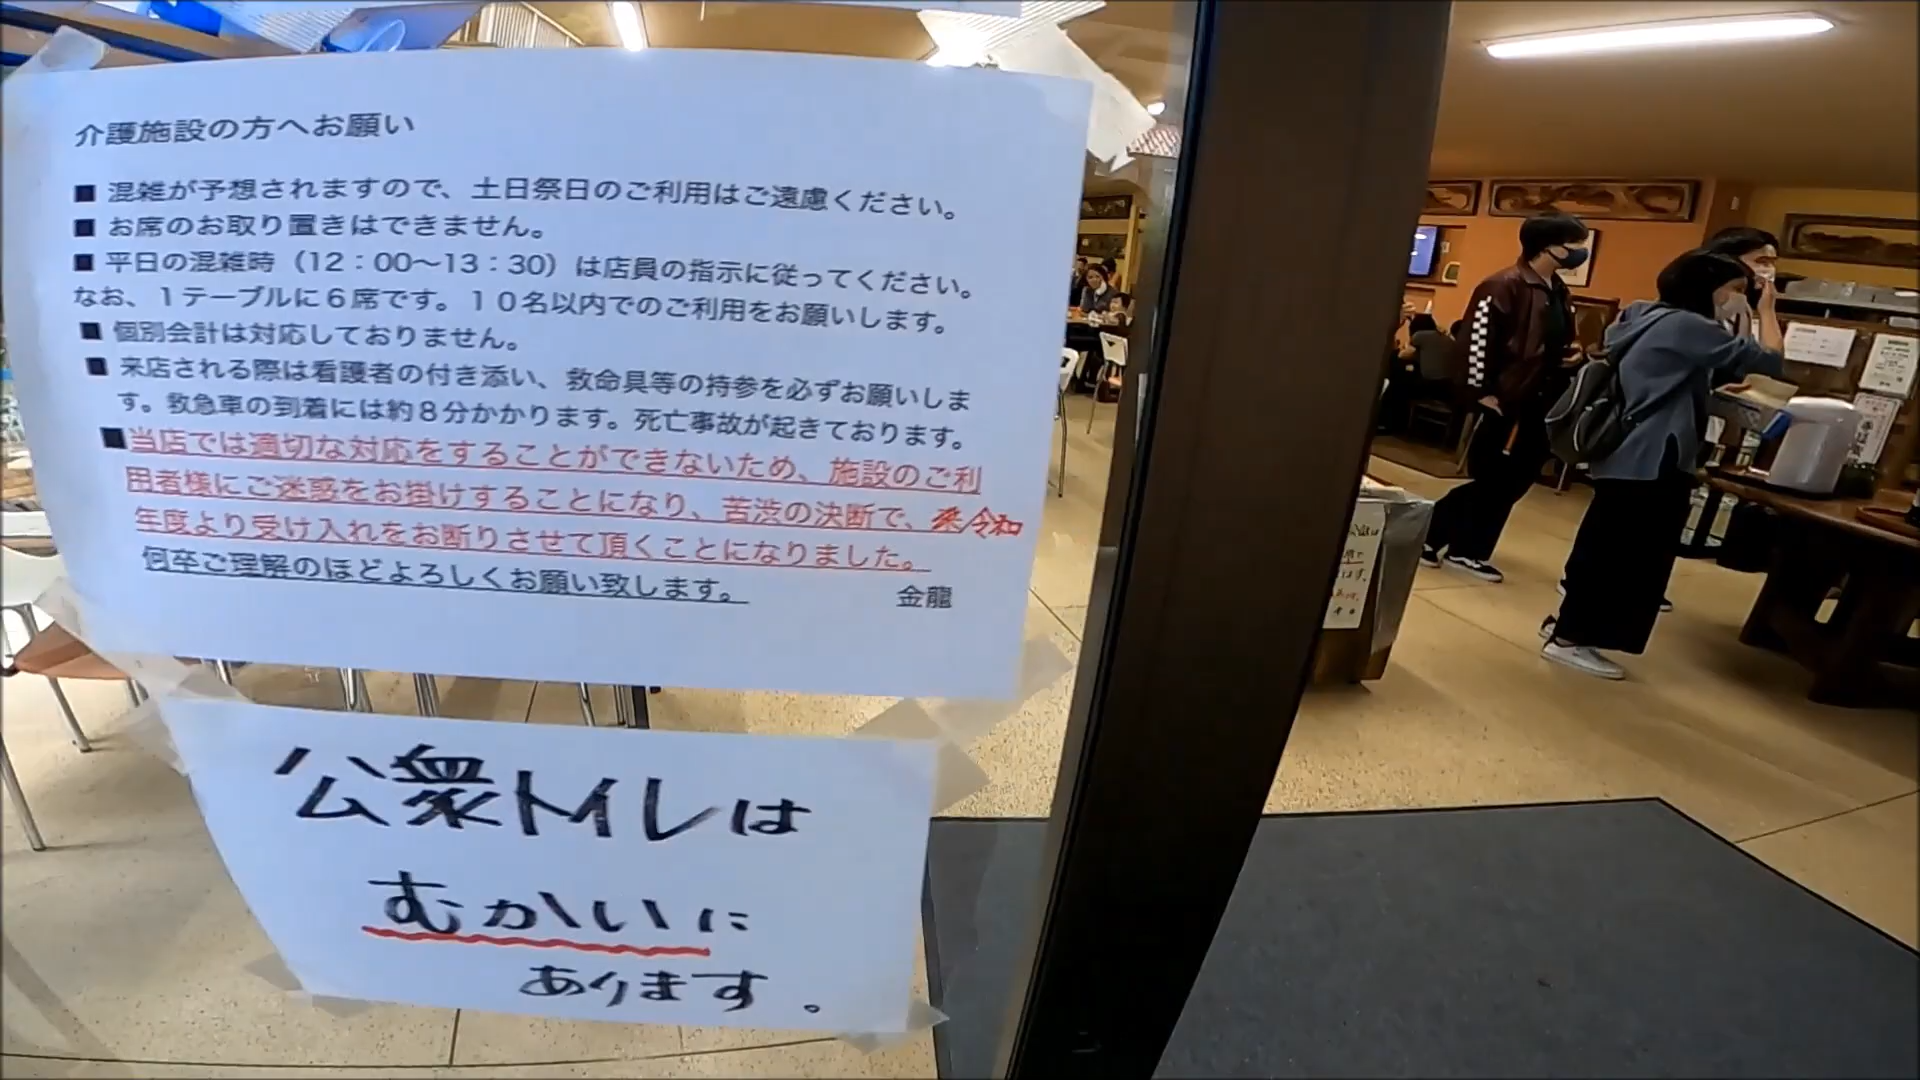 介護施設の方へお願い
■ 混雑が予想されますので、土日祭日のご利用はご遠慮ください。
■ お席のお取り置きはできません。
■ 平日の混雑時（12：00～13：30）は店員の指示に従ってください。
なお、１テーブルに６席です。１０名以内でのご利用をお願いします。
■ 個別会計は対応しておりません。
■ 来店される際は看護者の付き添い、救命具等の持参を必ずお願いしま
す。救急車の到着には約８分かかります。死亡事故が起きております。
■当店では適切な対応をすることができないため、施設のご利
用者様にご迷惑をお掛けすることになり、苦渋の決断で、令和
年度より受け入れをお断りさせて頂くことになりました。
何卒ご理解のほどよろしくお願い致します。
金龍
公衆トイレは
むかいに
あります。